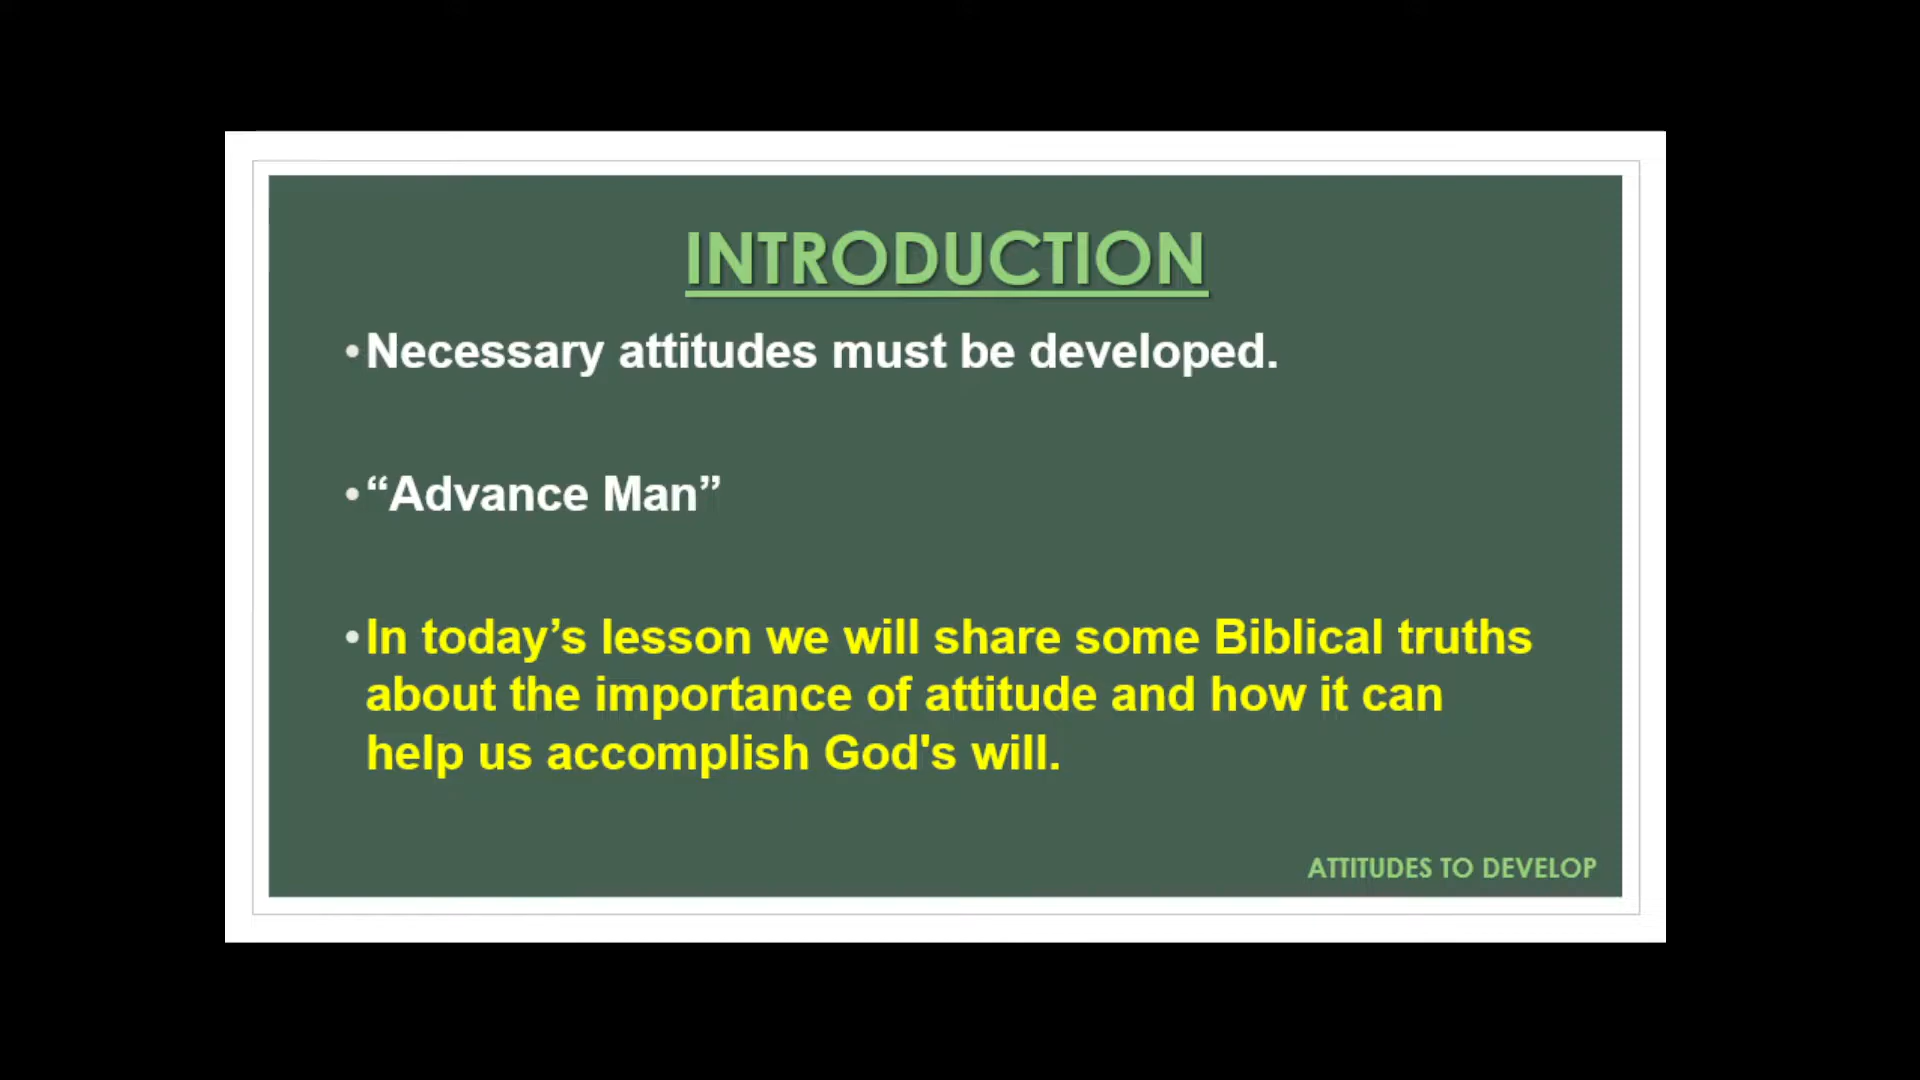 INTRODUCTION
•Necessary attitudes must be developed.
•“Advance Man”
•In today’s lesson we will share some Biblical truths
about the importance of attitude and how it can
help us accomplish God's will.
ATTITUDES TO DEVELOP